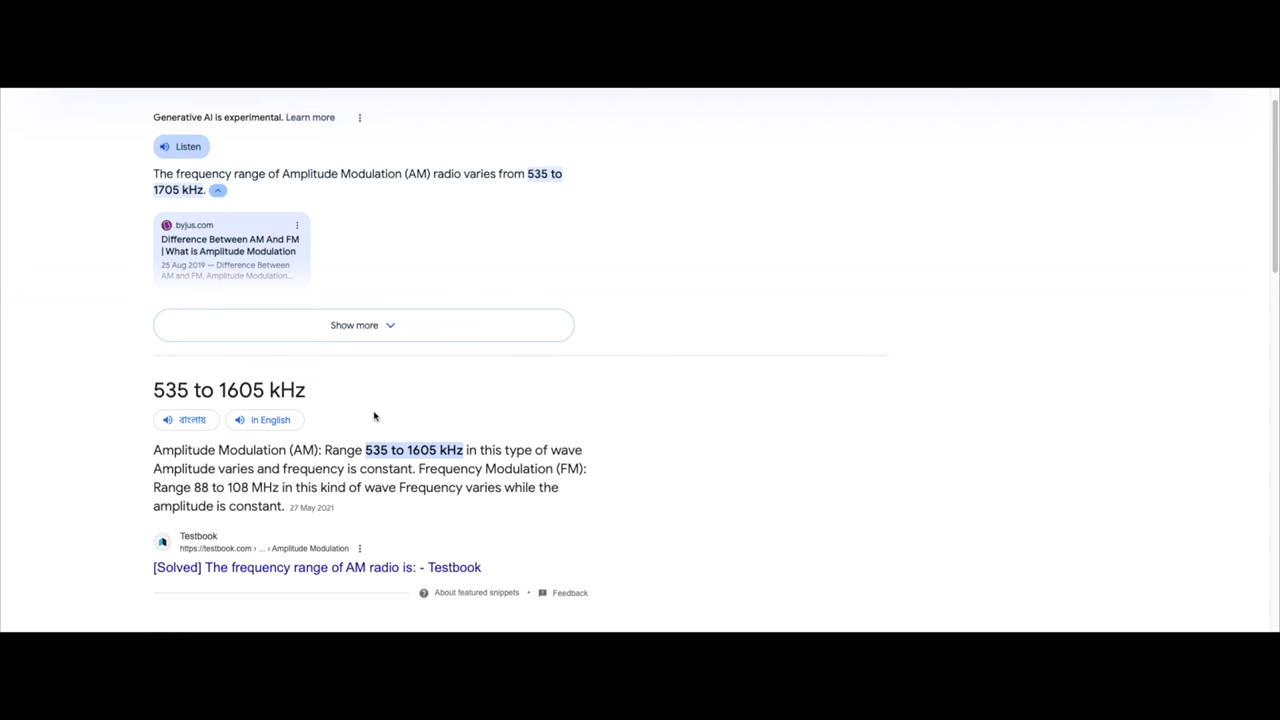 Generative AI is experimental. Learn more
Listen
The frequency range of Amplitude Modulation (AM) radio varies from 535 to
1705 kHz.
byjus.com
Difference Between AM And FM
| What is Amplitude Modulation
25 Aug 2019 — Difference Between
AM and FM, Amplitude Modulation...
Show more
535 to 1605 kHz
বাংলায় In English
Amplitude Modulation (AM): Range 535 to 1605 kHz in this type of wave
Amplitude varies and frequency is constant. Frequency Modulation (FM):
Range 88 to 108 MHz in this kind of wave Frequency varies while the
amplitude is constant. 27 May 2021
Testbook
https://testbook.com › ... › Amplitude Modulation
[Solved] The frequency range of AM radio is: - Testbook
About featured snippets • Feedback